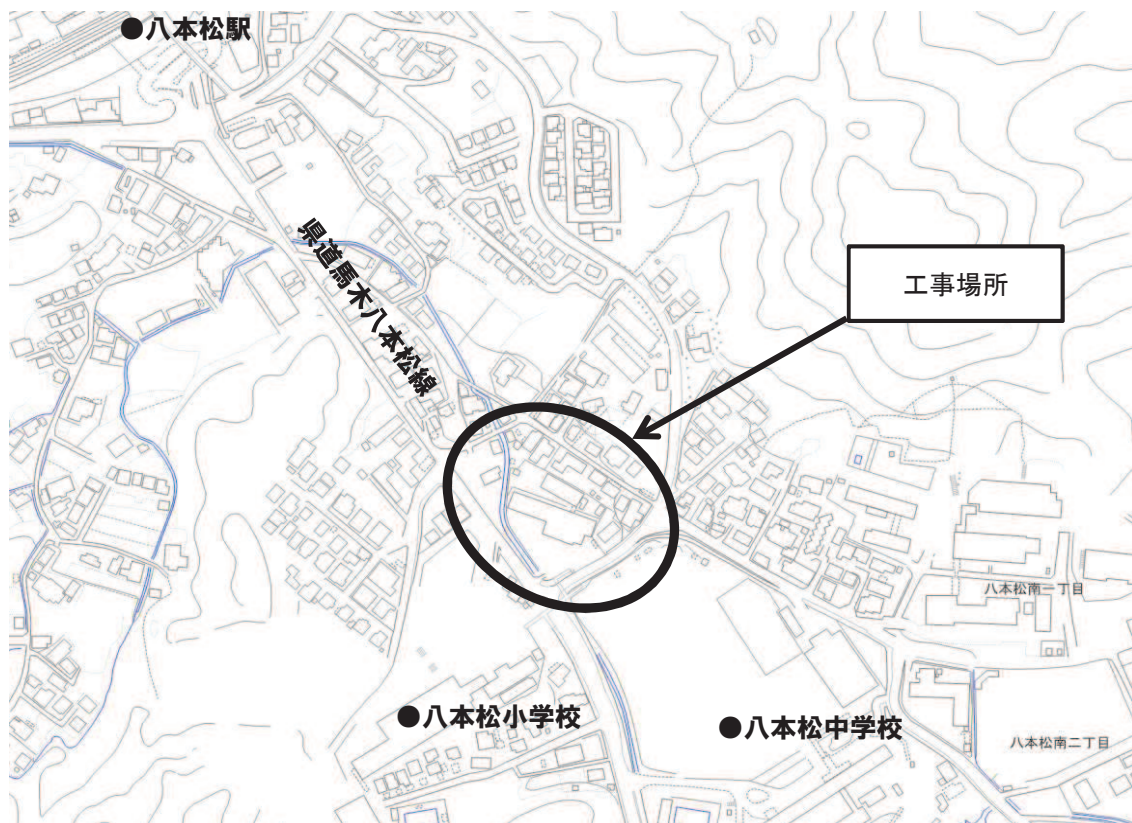 ●八本松駅
県道馬木八本松線
工事場所
八本松南一丁目
●八本松小学校
●八本松中学校
八本松南二丁目